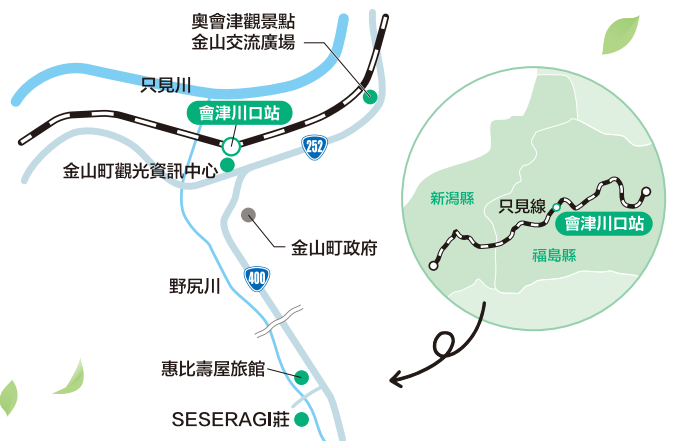 奧會津觀景點
金山交流廣場
只見川
會津川口站
252
金山町觀光資訊中心
新潟縣
只見線
會津川口站
福島縣
金山町政府
400
野尻川
惠比壽屋旅館
SESERAGI莊